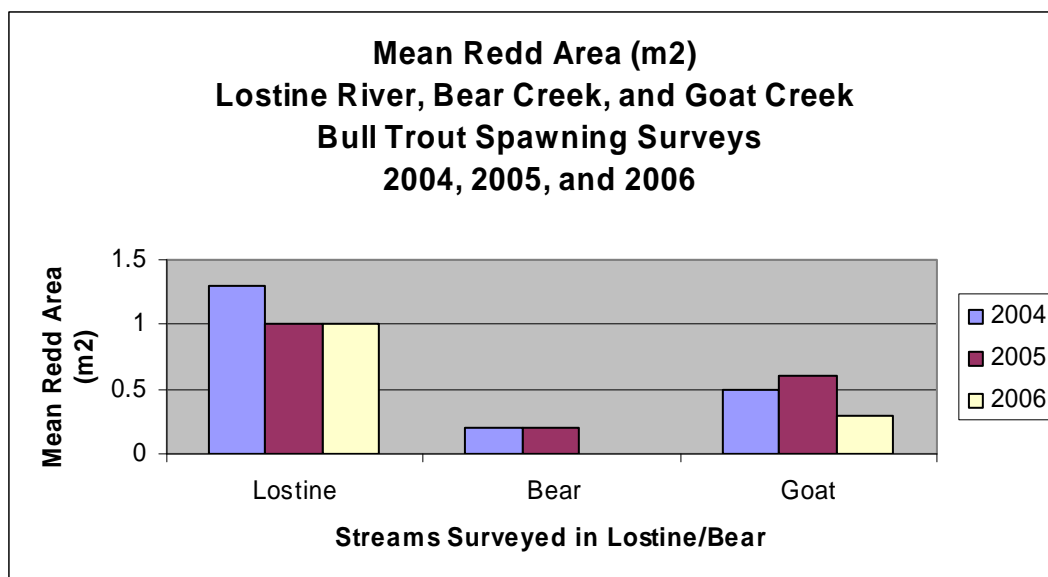 Mean Redd Area (m2)
Lostine River, Bear Creek, and Goat Creek
Bull Trout Spawning Surveys
2004, 2005, and 2006
Mean Redd Area
(m2)
1.5
1
0.5
0
Lostine
Bear
Goat
Streams Surveyed in Lostine/Bear
2004
2005
2006